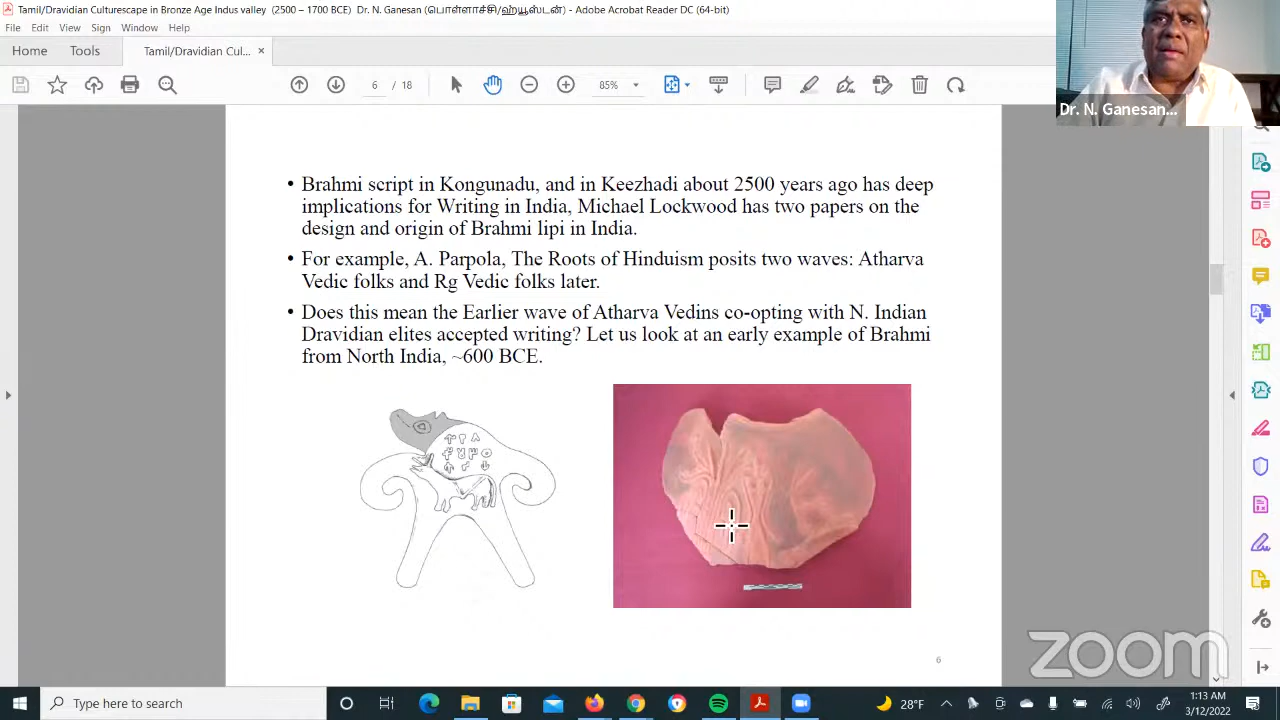 Tamil/Dravidian Culturescape in Bronze Age Indus valley (2500 – 1700 BCE) Dr. N. Ganesan (பொள்ளாச்சி/ஹ்யூஸ்டன்) - Adobe Acrobat Reader DC (64-bit)
File Edit View Sign Window Help
Home Tools Tamil/Dravidian Cul... ×
/ 18 85%
Dr. N. Ganesan...
• Brahmi script in Kongunadu, and in Keezhadi about 2500 years ago has deep
implications for Writing in India, Michael Lockwood has two papers on the
design and origin of Brahmi lipi in India.
• For example, A. Parpola, The Roots of Hinduism posits two waves: Atharva
Vedic folks and Rg Vedic folks later.
• Does this mean the Earlier wave of Atharva Vedins co-opting with N. Indian
Dravidian elites accepted writing? Let us look at an early example of Brahmi
from North India, ~600 BCE.
6
zoom
Type here to search
28°F
1:13 AM
3/12/2022